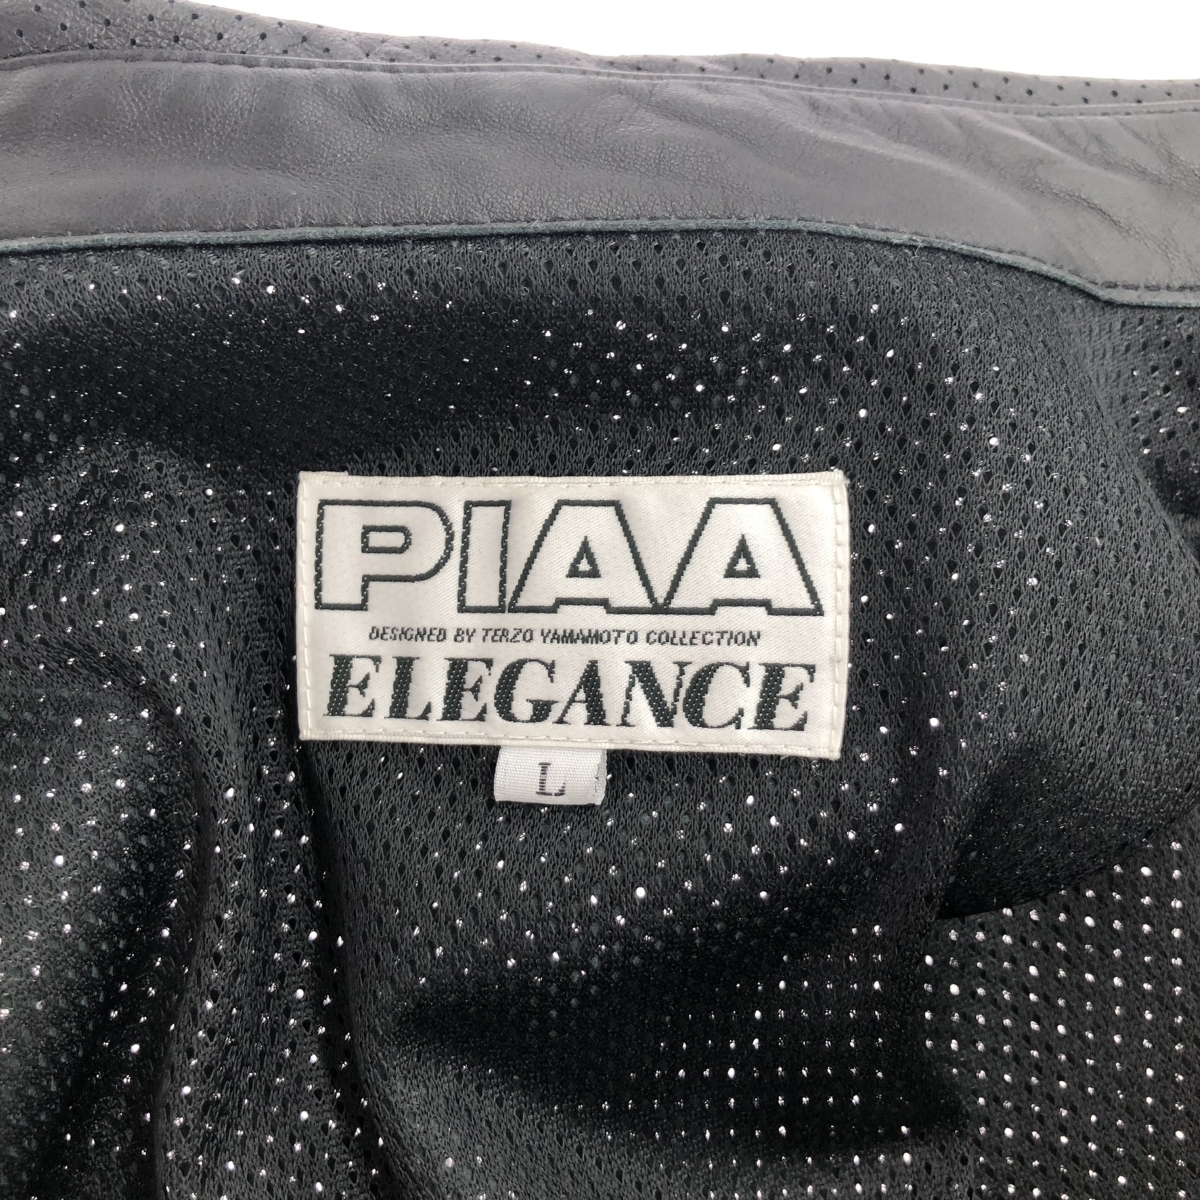 PIAA
DESIGNED BY TERZO YAMAMOTO COLLECTION
ELEGANCE
L